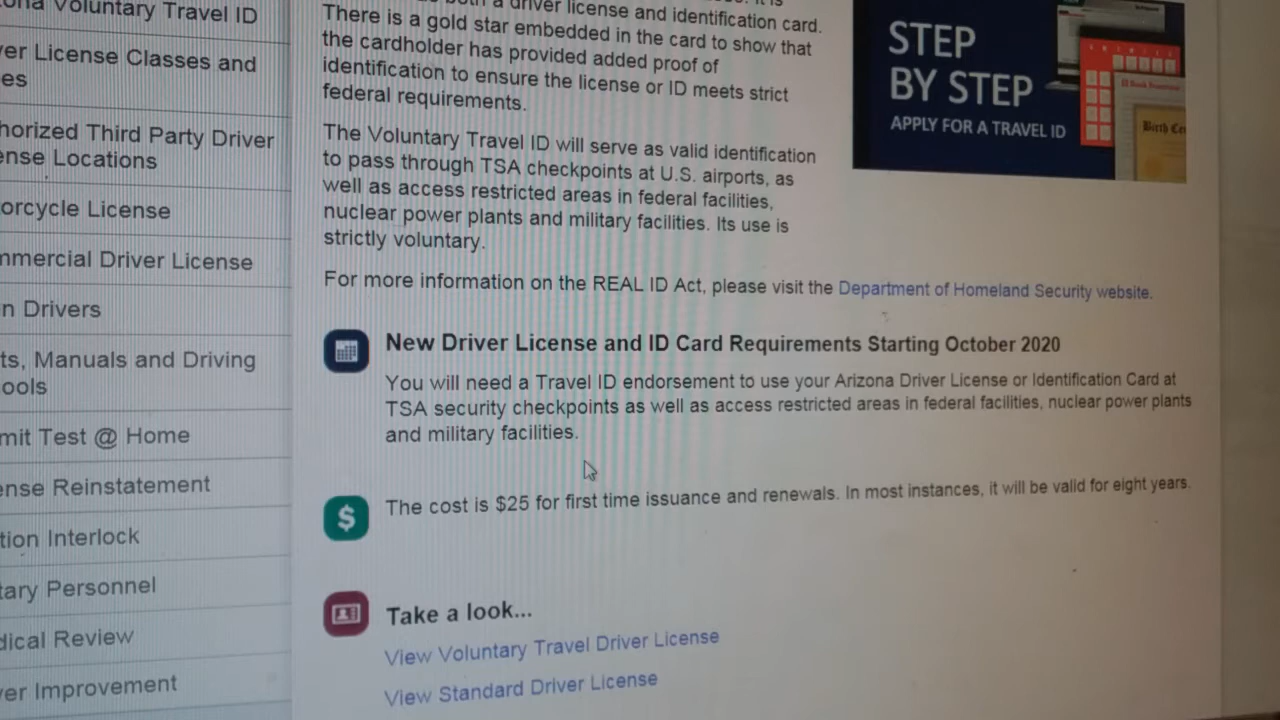 Voluntary Travel ID
ver License Classes and
es
horized Third Party Driver
ense Locations
orcycle License
mmercial Driver License
n Drivers
ts, Manuals and Driving
ools
mit Test @ Home
ense Reinstatement
tion Interlock
tary Personnel
dical Review
ver Improvement
both a driver license and identification card.
There is a gold star embedded in the card to show that
the cardholder has provided added proof of
identification to ensure the license or ID meets strict
federal requirements.
The Voluntary Travel ID will serve as valid identification
to pass through TSA checkpoints at U.S. airports, as
well as access restricted areas in federal facilities,
nuclear power plants and military facilities. Its use is
strictly voluntary.
STEP
BY STEP
APPLY FOR A TRAVEL ID
Birth Ce
For more information on the REAL ID Act, please visit the Department of Homeland Security website.
New Driver License and ID Card Requirements Starting October 2020
You will need a Travel ID endorsement to use your Arizona Driver License or Identification Card at
TSA security checkpoints as well as access restricted areas in federal facilities, nuclear power plants
and military facilities.
$
The cost is $25 for first time issuance and renewals. In most instances, it will be valid for eight years.
Take a look...
View Voluntary Travel Driver License
View Standard Driver License